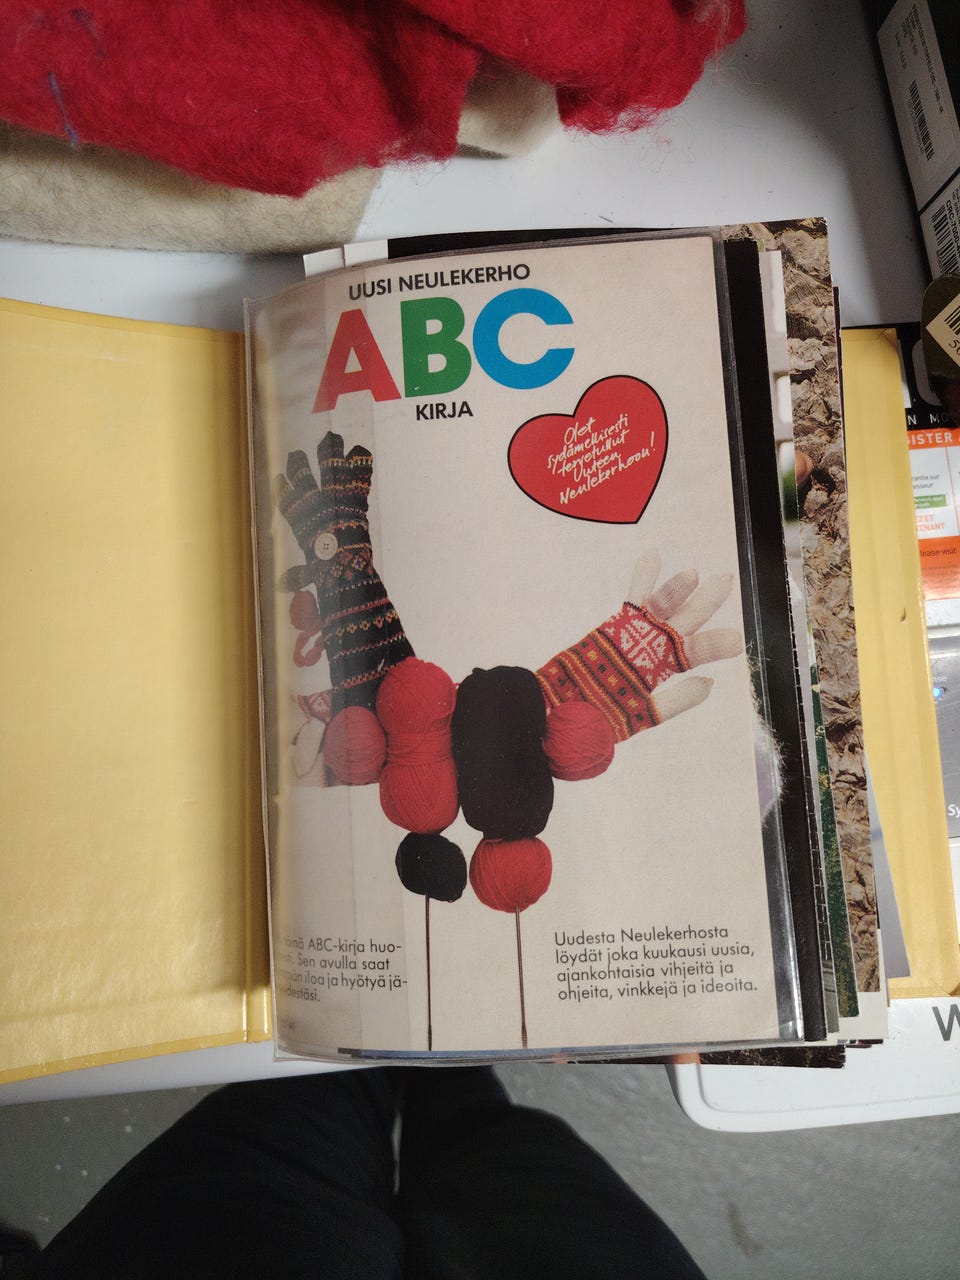 UUSI NEULEKERHO
ABC
KIRJA
Olet
sydämellisesti
tervetullut
Uuteen
Neulekerhoon!
ABC-kirja huo-
Sen avulla saat
iloa ja hyötyä jä-
Uudesta Neulekerhosta
löydät joka kuukausi uusia,
ajankohtaisia vihjeitä ja
ohjeita, vinkkejä ja ideoita.
W